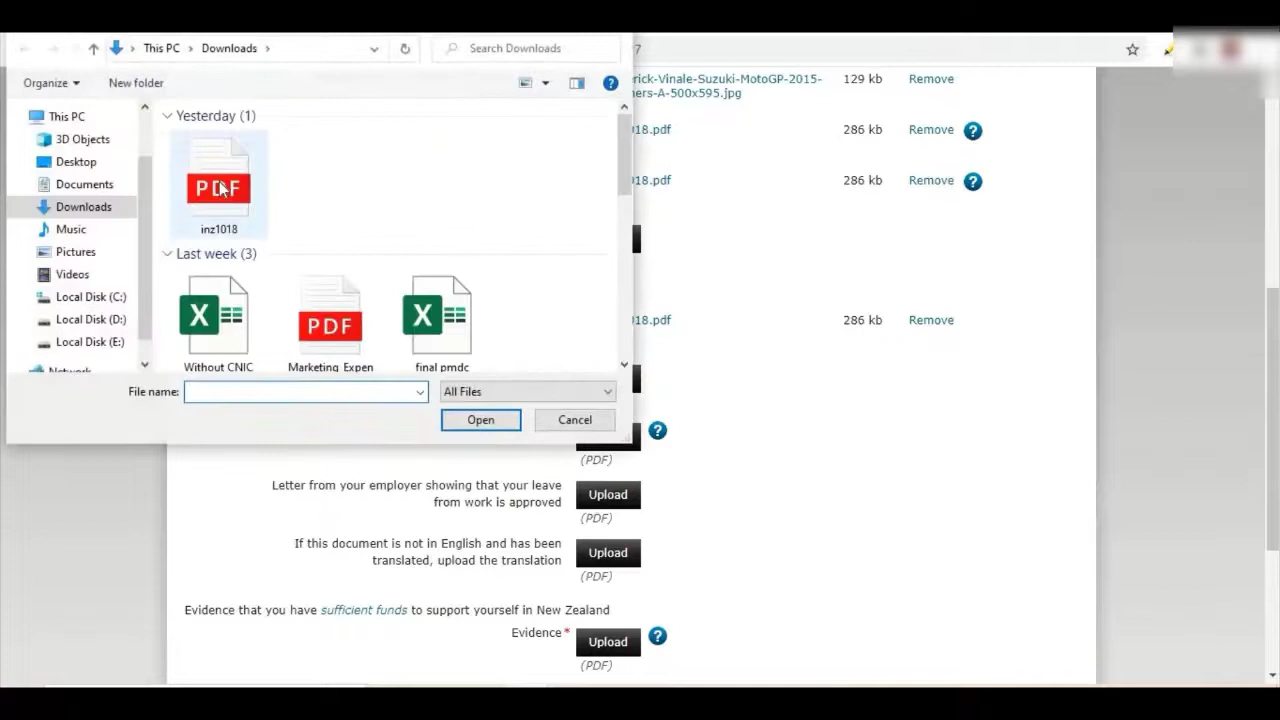 This PC
Downloads
Search Downloads
7
Organize
New folder
This PC
3D Objects
Desktop
Documents
Downloads
Music
Pictures
Videos
Local Disk (C:)
Local Disk (D:)
Local Disk (E:)
Network
Yesterday (1)
PDF
inz1018
Last week (3)
X
PDF
X
Without CNIC
Marketing Expen
final pmdc
File name:
All Files
Open
Cancel
rick-Vinale-Suzuki-MotoGP-2015-
ners-A-500x595.jpg
129 kb
Remove
18.pdf
286 kb
Remove
?
18.pdf
286 kb
Remove
?
18.pdf
286 kb
Remove
?
(PDF)
Letter from your employer showing that your leave
from work is approved
Upload
(PDF)
If this document is not in English and has been
translated, upload the translation
Upload
(PDF)
Evidence that you have sufficient funds to support yourself in New Zealand
Evidence*
Upload
?
(PDF)